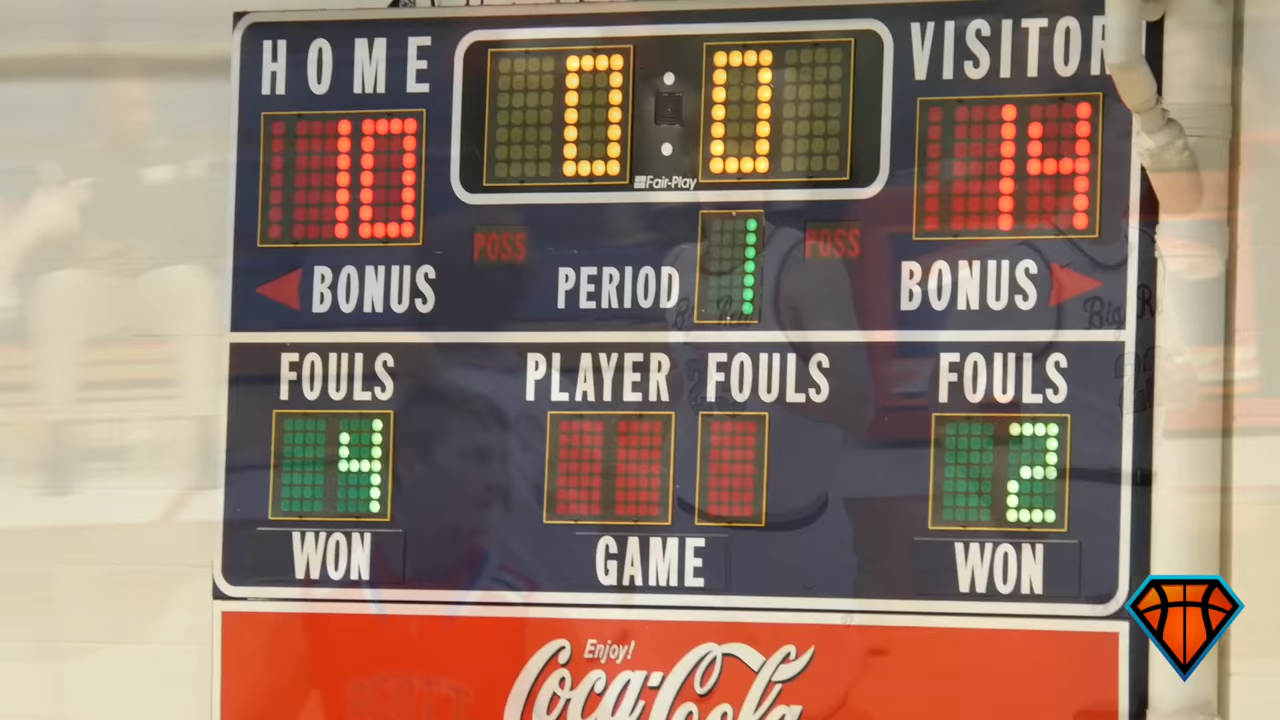 HOME 0:0 VISITOR
10 14
Fair-Play
POSS 1 POSS
BONUS PERIOD BONUS
FOULS PLAYER FOULS FOULS
4 2
WON GAME WON
Enjoy!
Coca-Cola
Big